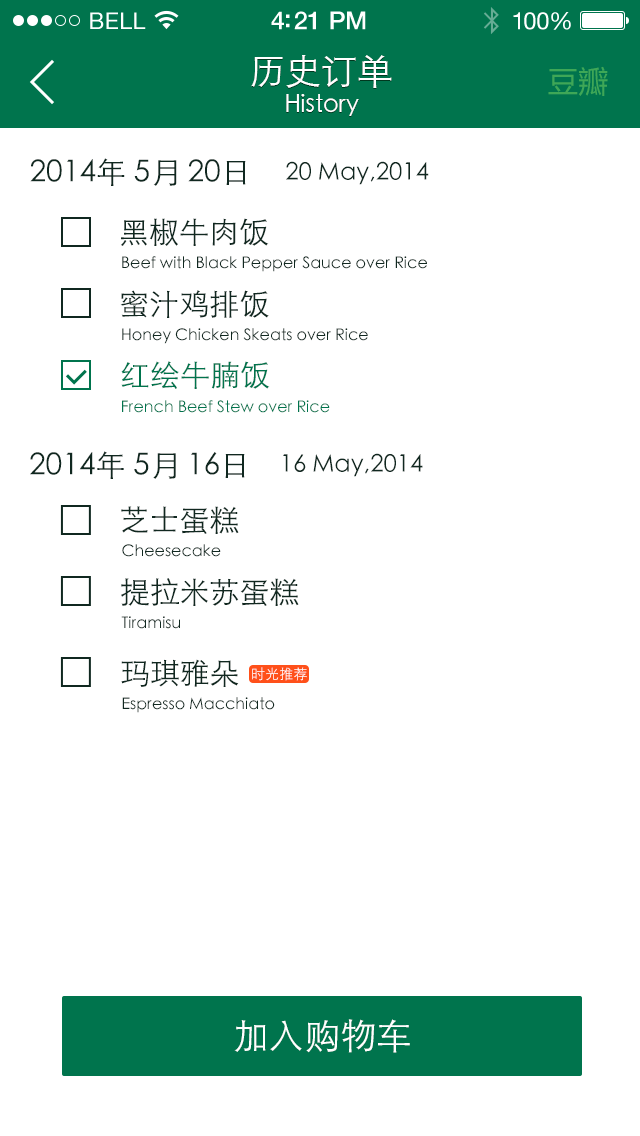 BELL 4:21 PM 100%
历史订单
History
豆瓣
2014年 5月 20日 20 May,2014
黑椒牛肉饭
Beef with Black Pepper Sauce over Rice
蜜汁鸡排饭
Honey Chicken Skeats over Rice
红绘牛腩饭
French Beef Stew over Rice
2014年 5月 16日 16 May,2014
芝士蛋糕
Cheesecake
提拉米苏蛋糕
Tiramisu
玛琪雅朵 时光推荐
Espresso Macchiato
加入购物车